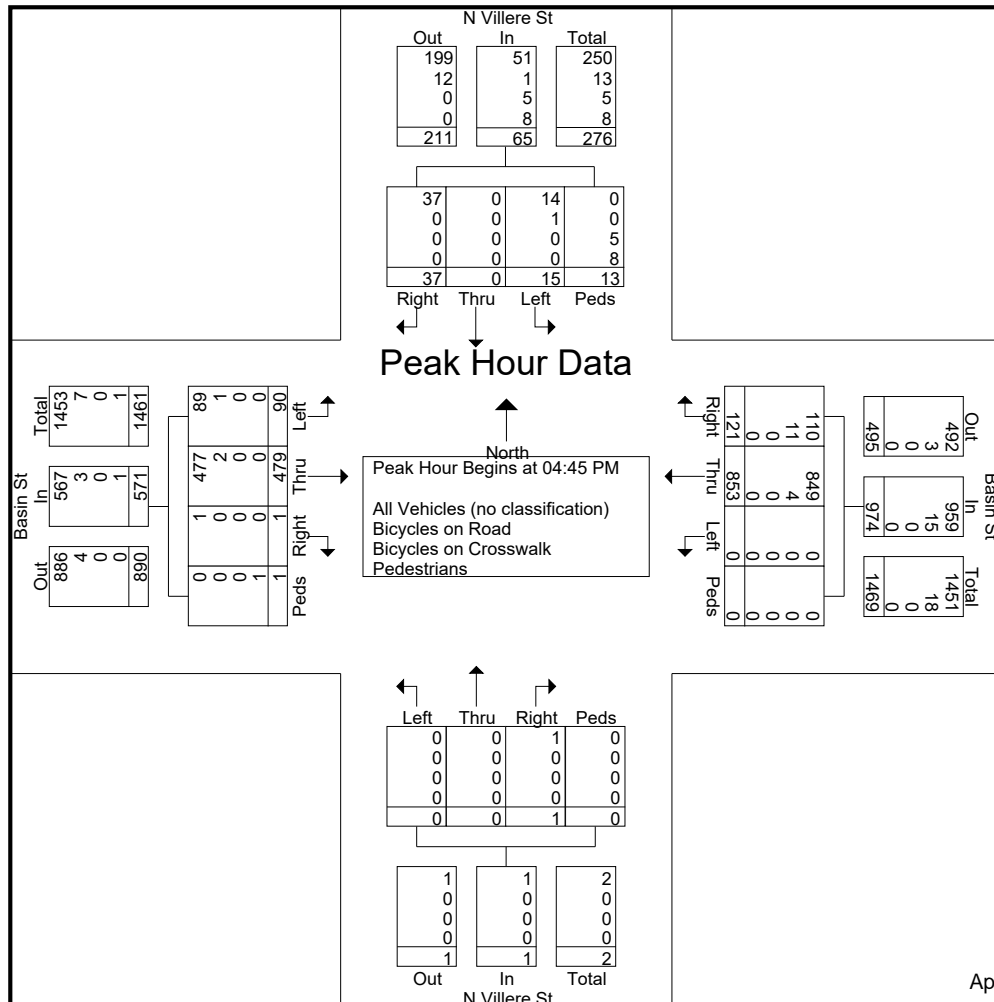 N Villere St
Out In Total
199 51 250
12 1 13
0 5 5
0 8 8
211 65 276
37 0 14 0
0 0 1 0
0 0 0 5
0 0 0 8
37 0 15 13
Right Thru Left Peds
Peak Hour Data
Basin St
Total
1453 7 0 1 1461
In
567 3 0 1 571
Out
886 4 0 0 890
Left
89 1 0 0 90
Thru
477 2 0 0 479
Right
1 0 0 0 1
Peds
0 0 0 1 1
North
Peak Hour Begins at 04:45 PM
All Vehicles (no classification)
Bicycles on Road
Bicycles on Crosswalk
Pedestrians
Right
110 11 0 0 121
Thru
849 4 0 0 853
Left
0 0 0 0 0
Peds
0 0 0 0 0
Out
492 3 0 0 495
In
959 15 0 0 974
Total
1451 18 0 0 1469
Basin St
Left Thru Right Peds
0 0 1 0
0 0 0 0
0 0 0 0
0 0 0 0
0 0 1 0
1 1 2
0 0 0
0 0 0
0 0 0
1 1 2
Out In Total
N Villere St
Ap